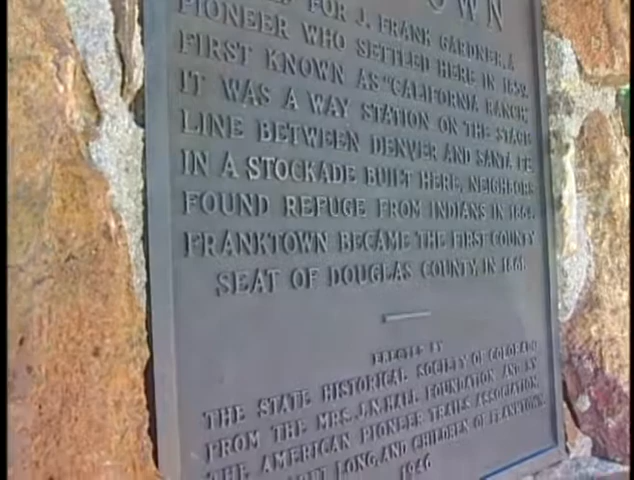 OWN
FOR J. FRANK GARDNER, A
PIONEER WHO SETTLED HERE IN 1859.
FIRST KNOWN AS "CALIFORNIA RANCH,"
IT WAS A WAY STATION ON THE STAGE
LINE BETWEEN DENVER AND SANTA FE.
IN A STOCKADE BUILT HERE, NEIGHBORS
FOUND REFUGE FROM INDIANS IN 1864.
FRANKTOWN BECAME THE FIRST COUNTY
SEAT OF DOUGLAS COUNTY, IN 1861.
ERECTED BY
THE STATE HISTORICAL SOCIETY OF COLORADO
FROM THE MRS. J.N. HALL FOUNDATION AND BY
THE AMERICAN PIONEER TRAILS ASSOCIATION,
LONG, AND CHILDREN OF FRANKTOWN.
1946